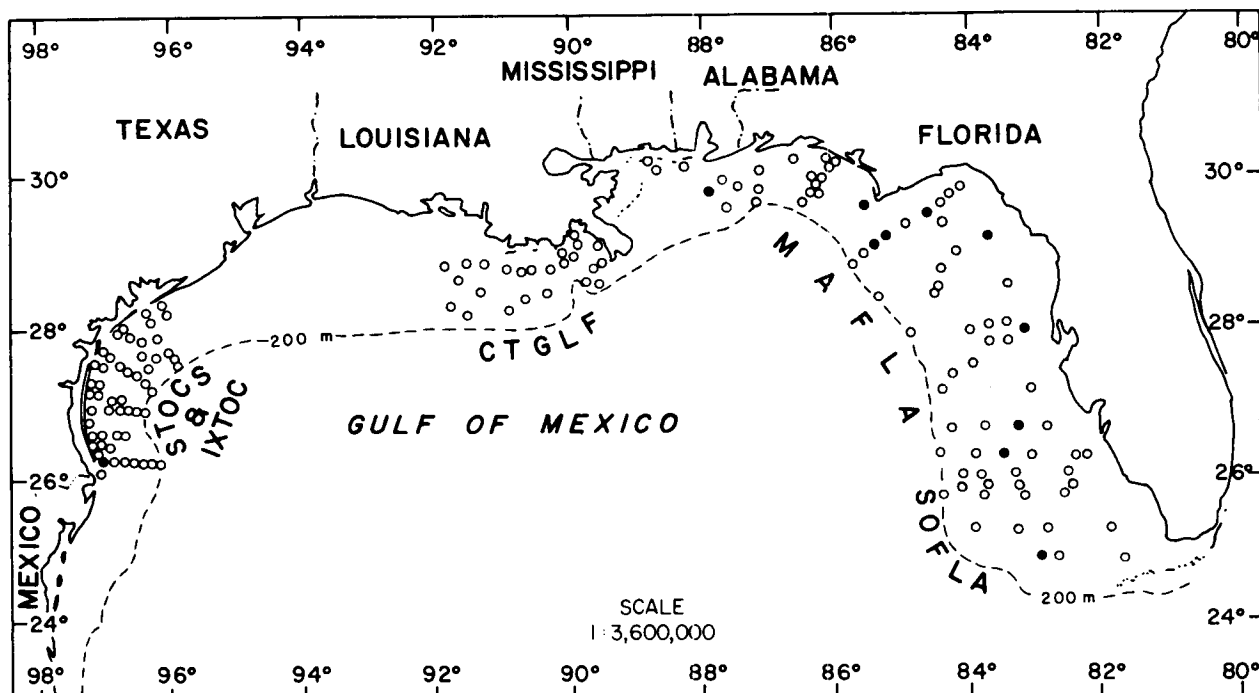 98° 96° 94° 92° 90° 88° 86° 84° 82° 80°
MISSISSIPPI ALABAMA
TEXAS LOUISIANA FLORIDA
30° 30°
MAFLA
28° 28°
200 m
CTGLF
STOCS
&
IXTOC
GULF OF MEXICO
26° 26°
MEXICO
SOFLA
200 m
SCALE
1:3,600,000
24° 24°
98° 96° 94° 92° 90° 88° 86° 84° 82° 80°